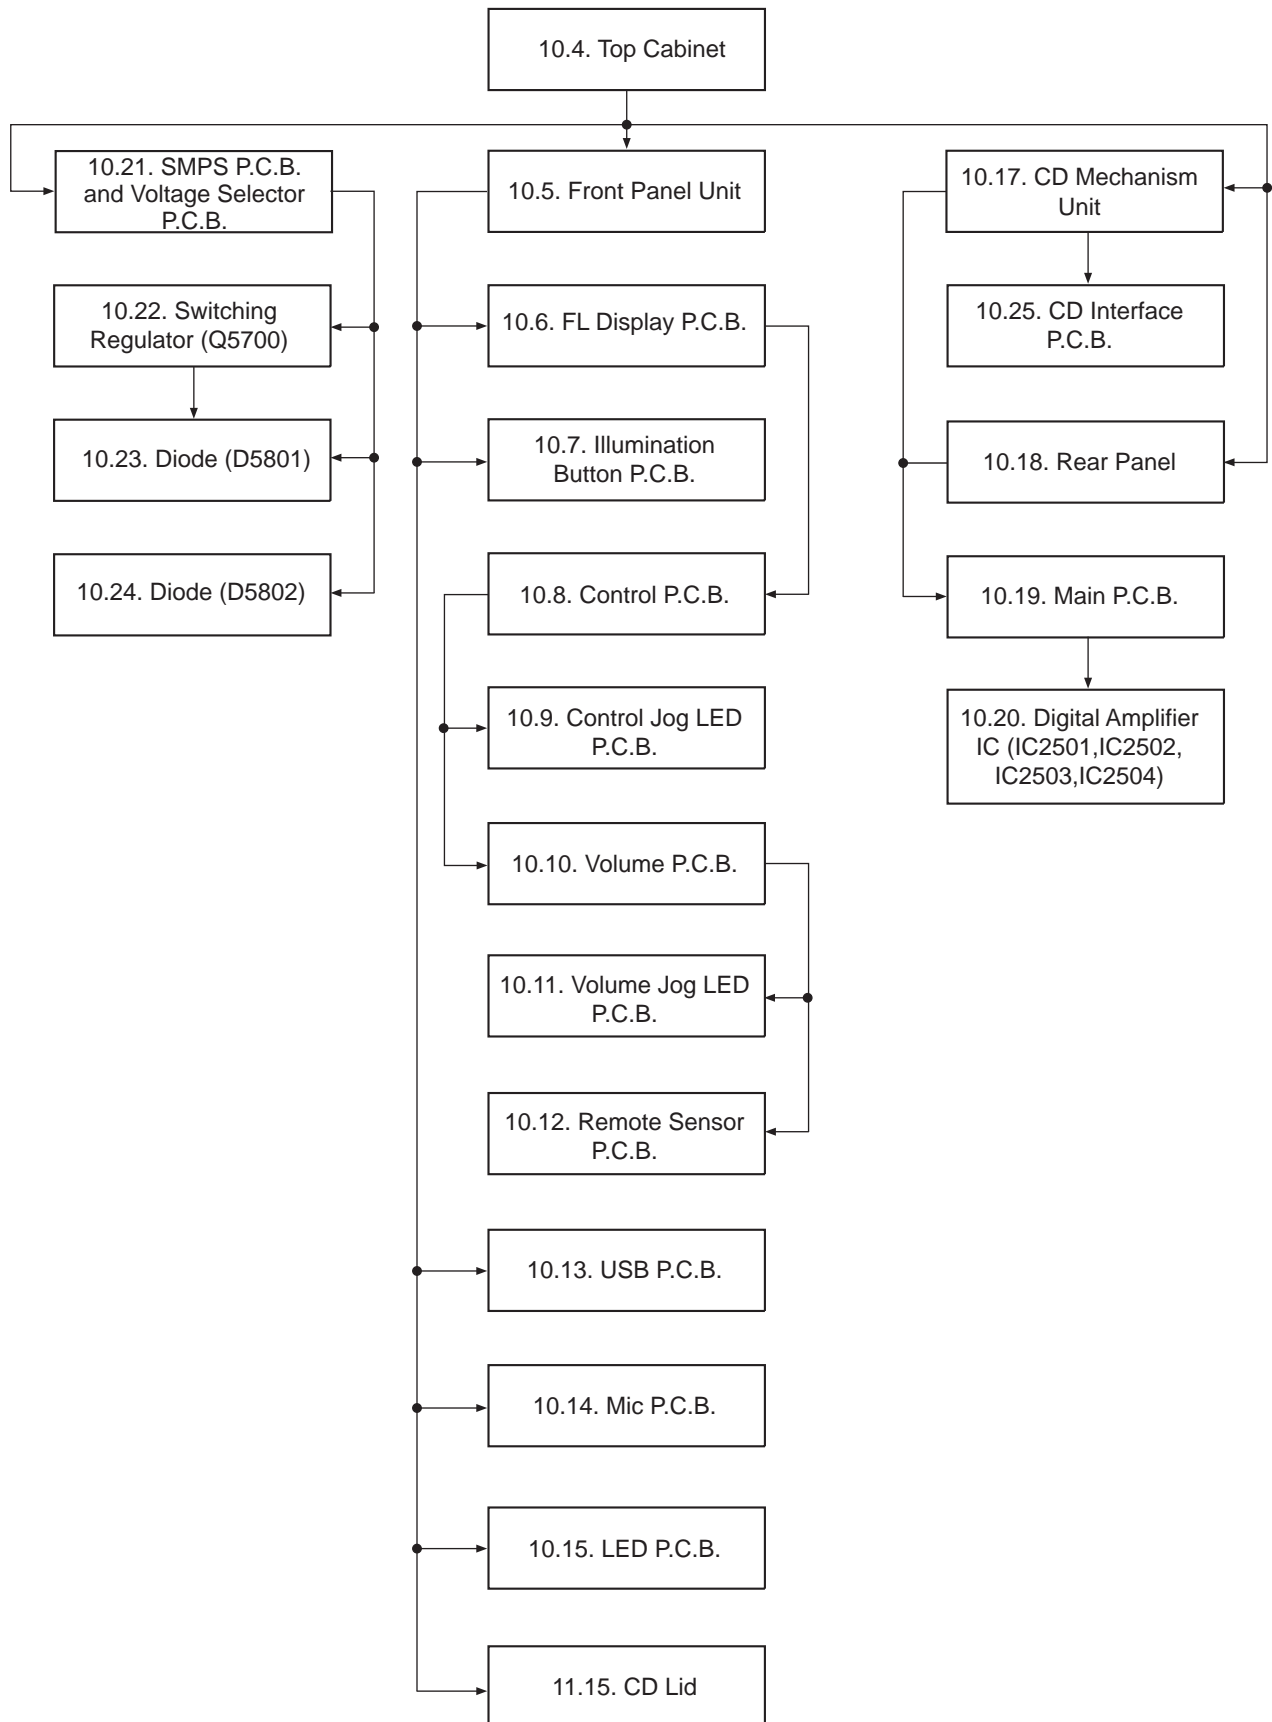 10.4. Top Cabinet
10.21. SMPS P.C.B.
and Voltage Selector
P.C.B.
10.5. Front Panel Unit
10.17. CD Mechanism
Unit
10.22. Switching
Regulator (Q5700)
10.6. FL Display P.C.B.
10.25. CD Interface
P.C.B.
10.23. Diode (D5801)
10.7. Illumination
Button P.C.B.
10.18. Rear Panel
10.24. Diode (D5802)
10.8. Control P.C.B.
10.19. Main P.C.B.
10.9. Control Jog LED
P.C.B.
10.20. Digital Amplifier
IC (IC2501,IC2502,
IC2503,IC2504)
10.10. Volume P.C.B.
10.11. Volume Jog LED
P.C.B.
10.12. Remote Sensor
P.C.B.
10.13. USB P.C.B.
10.14. Mic P.C.B.
10.15. LED P.C.B.
11.15. CD Lid